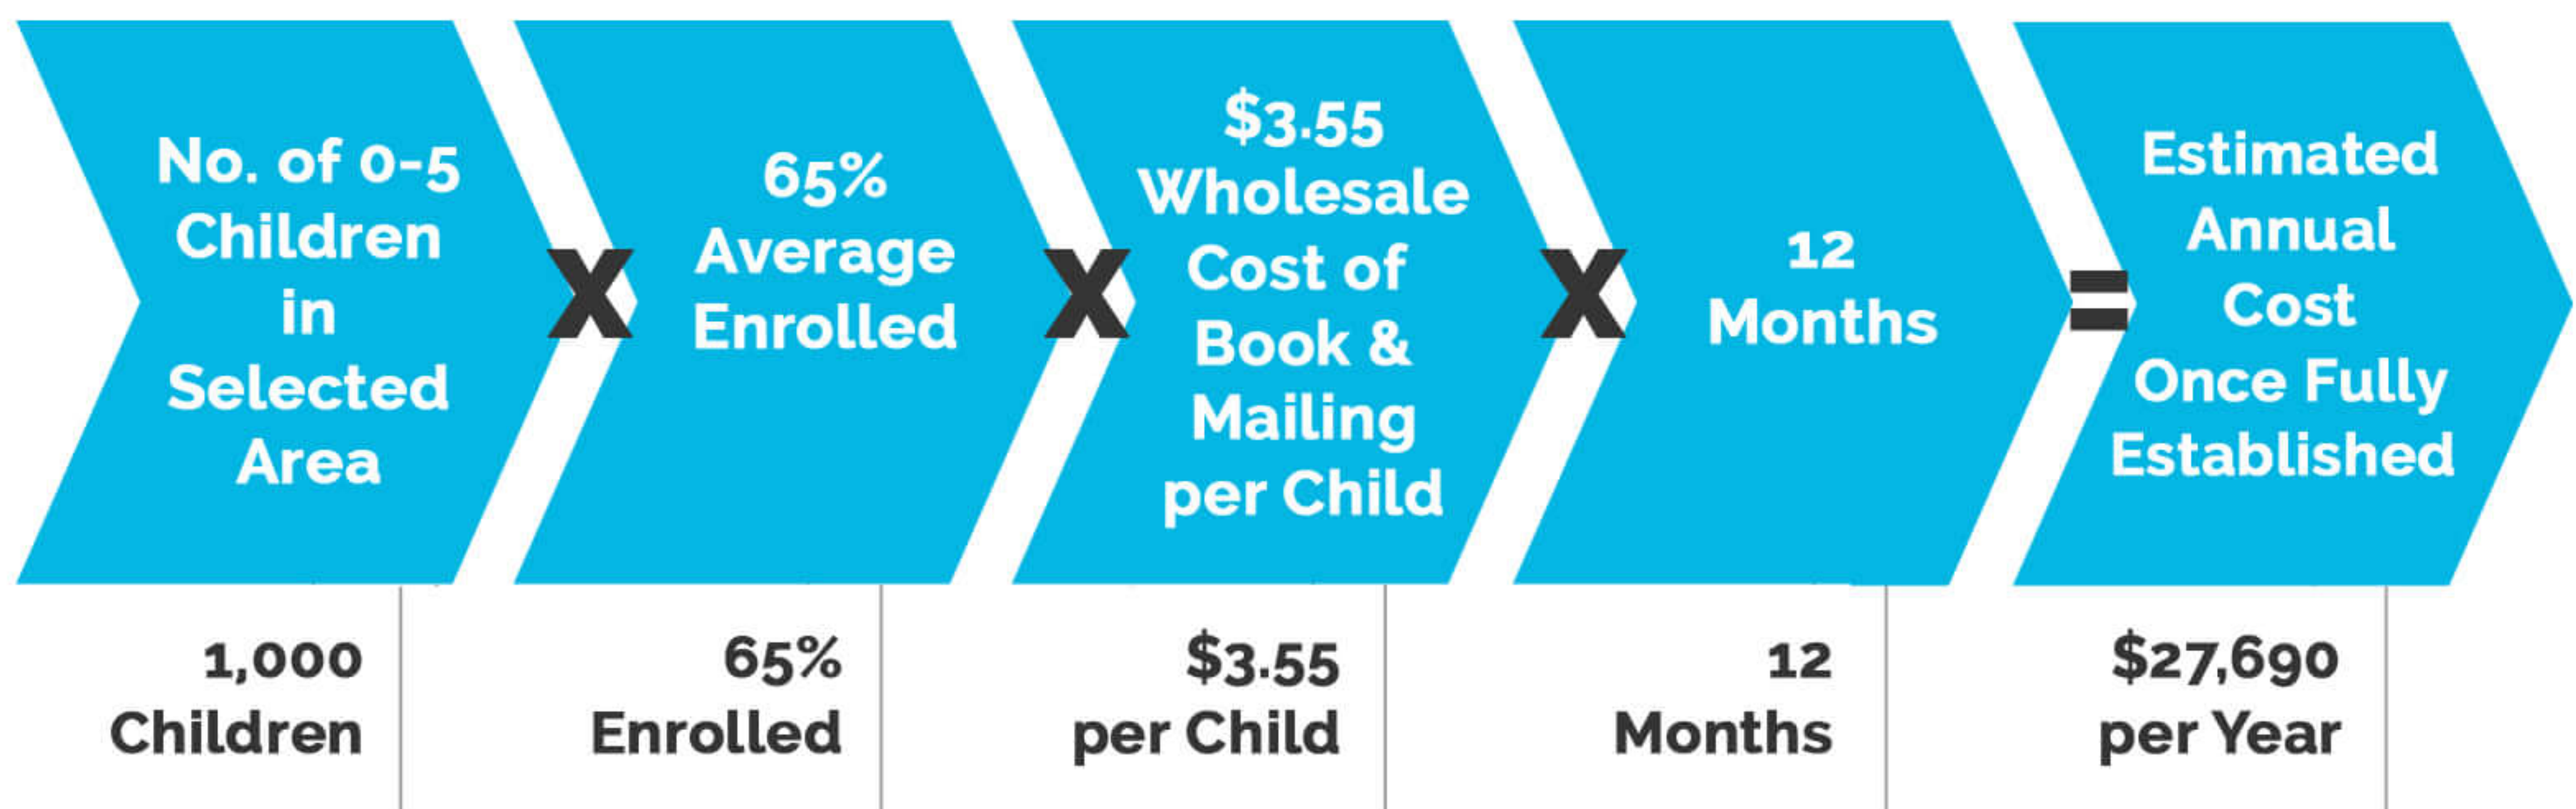 No. of 0-5
Children
in
Selected
Area
X
65%
Average
Enrolled
X
$3.55
Wholesale
Cost of
Book &
Mailing
per Child
X
12
Months
=
Estimated
Annual
Cost
Once Fully
Established
1,000
Children
65%
Enrolled
$3.55
per Child
12
Months
$27,690
per Year